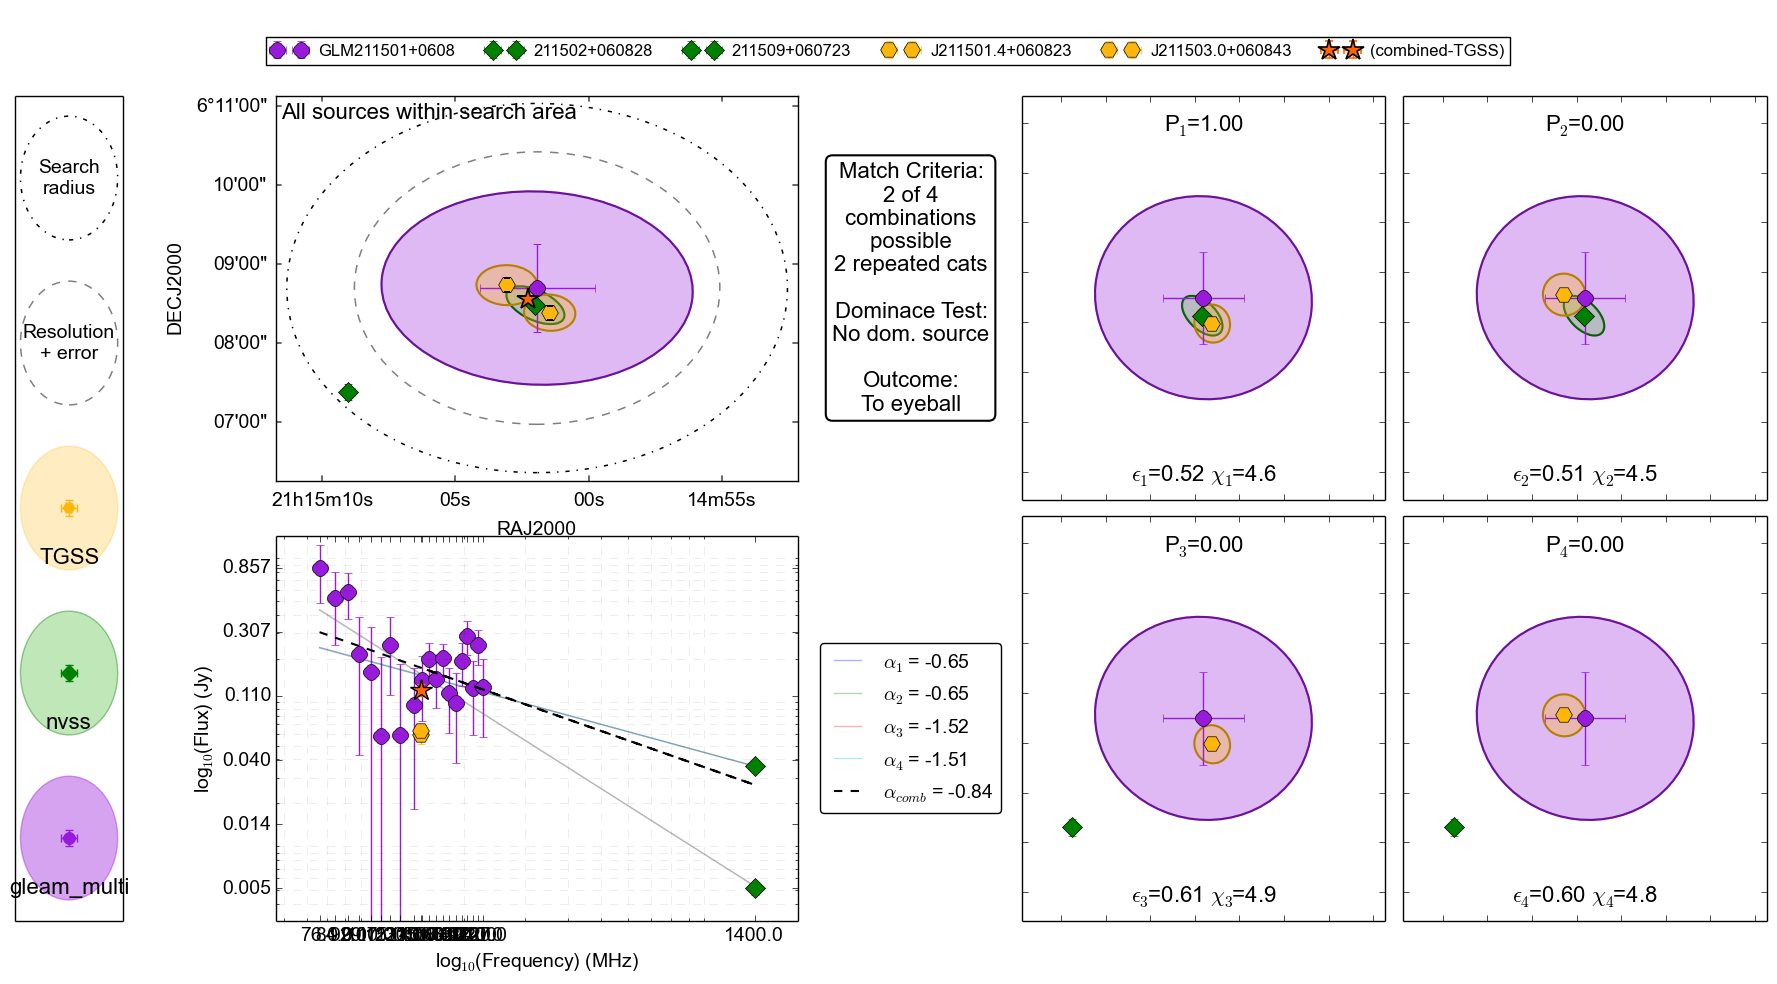 GLM211501+0608 211502+060828 211509+060723 J211501.4+060823 J211503.0+060843 (combined-TGSS)
Search
radius
Resolution
+ error
TGSS
nvss
gleam_multi
All sources within search area
6°11'00"
10'00"
09'00"
08'00"
07'00"
DECJ2000
21h15m10s 05s 00s 14m55s
RAJ2000
Match Criteria:
2 of 4
combinations
possible
2 repeated cats
Dominace Test:
No dom. source
Outcome:
To eyeball
P1=1.00
ϵ1=0.52 χ1=4.6
P2=0.00
ϵ2=0.51 χ2=4.5
P3=0.00
ϵ3=0.61 χ3=4.9
P4=0.00
ϵ4=0.60 χ4=4.8
0.857
0.307
0.110
0.040
0.014
0.005
log10(Flux) (Jy)
1400.0
log10(Frequency) (MHz)
α1 = -0.65
α2 = -0.65
α3 = -1.52
α4 = -1.51
αcomb = -0.84